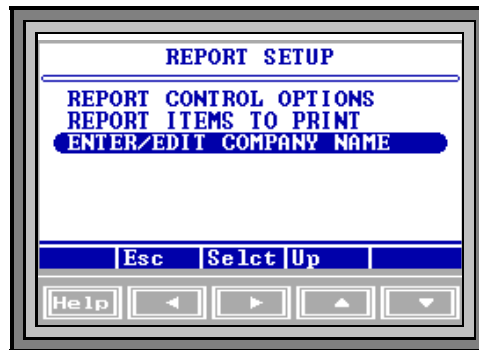 REPORT SETUP
REPORT CONTROL OPTIONS
REPORT ITEMS TO PRINT
ENTER/EDIT COMPANY NAME
Esc Selct Up
Help